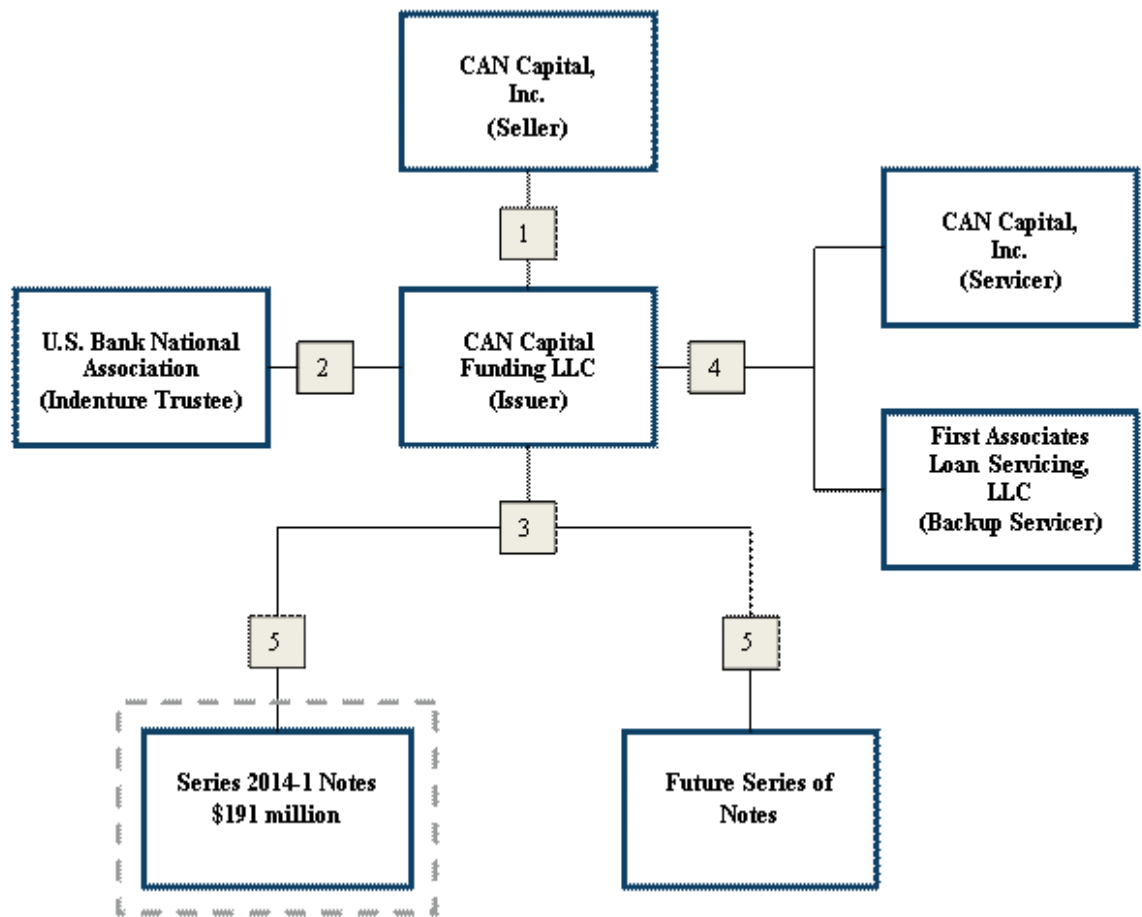 CAN Capital,
Inc.
(Seller)
1
CAN Capital,
Inc.
(Servicer)
U.S. Bank National
Association
(Indenture Trustee)
2
CAN Capital
Funding LLC
(Issuer)
4
First Associates
Loan Servicing,
LLC
(Backup Servicer)
3
5
5
Series 2014-1 Notes
$191 million
Future Series of
Notes